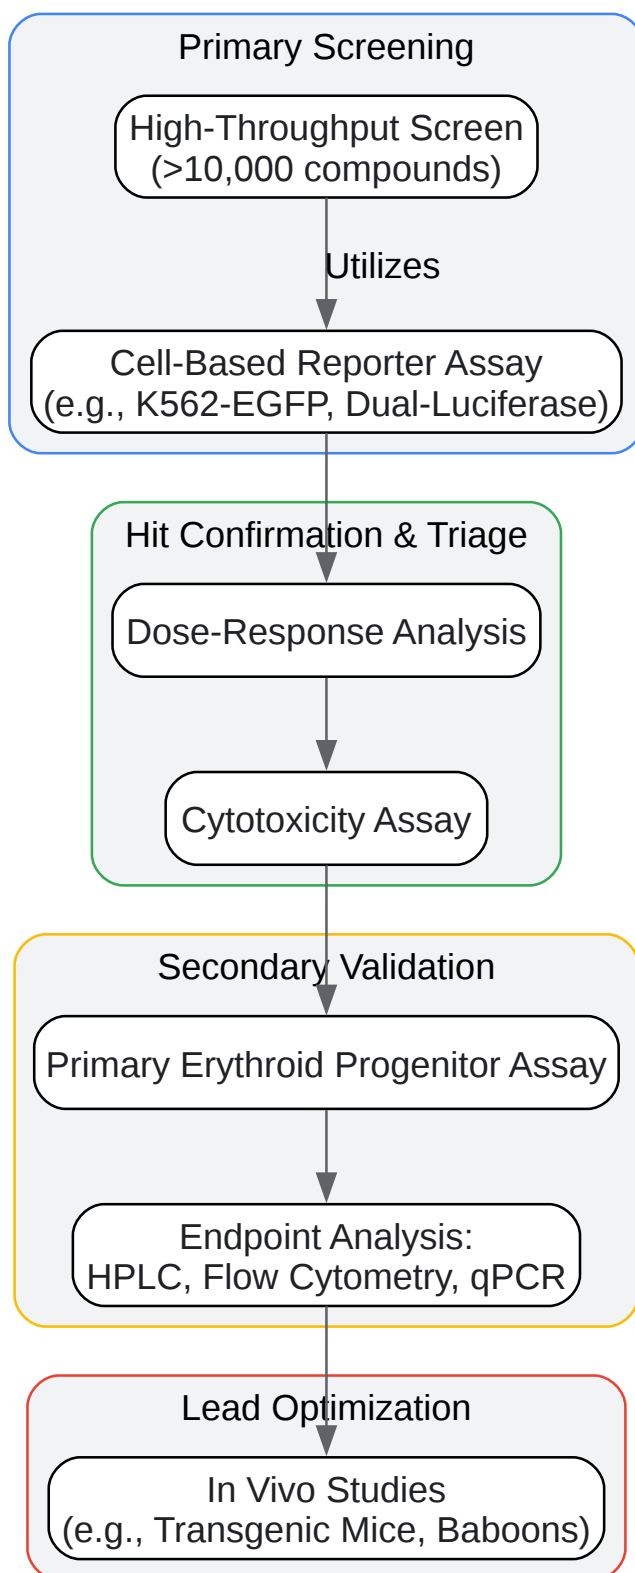 Primary Screening
High-Throughput Screen
(>10,000 compounds)
Utilizes
Cell-Based Reporter Assay
(e.g., K562-EGFP, Dual-Luciferase)
Hit Confirmation & Triage
Dose-Response Analysis
Cytotoxicity Assay
Secondary Validation
Primary Erythroid Progenitor Assay
Endpoint Analysis:
HPLC, Flow Cytometry, qPCR
Lead Optimization
In Vivo Studies
(e.g., Transgenic Mice, Baboons)